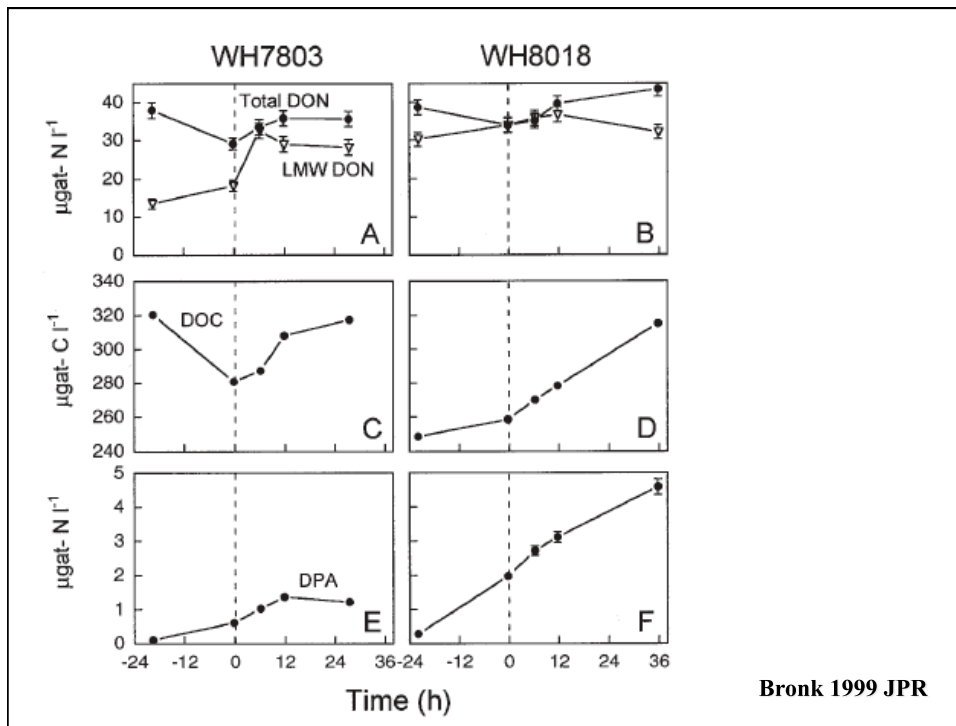 WH7803 WH8018
Total DON
LMW DON
µgat- N l⁻¹
40
30
20
10
0
A
B
µgat- C l⁻¹
340
320
300
280
260
240
DOC
C
D
µgat- N l⁻¹
5
4
3
2
1
0
DPA
E
F
-24 -12 0 12 24 36 -24 -12 0 12 24 36
Time (h)
Bronk 1999 JPR